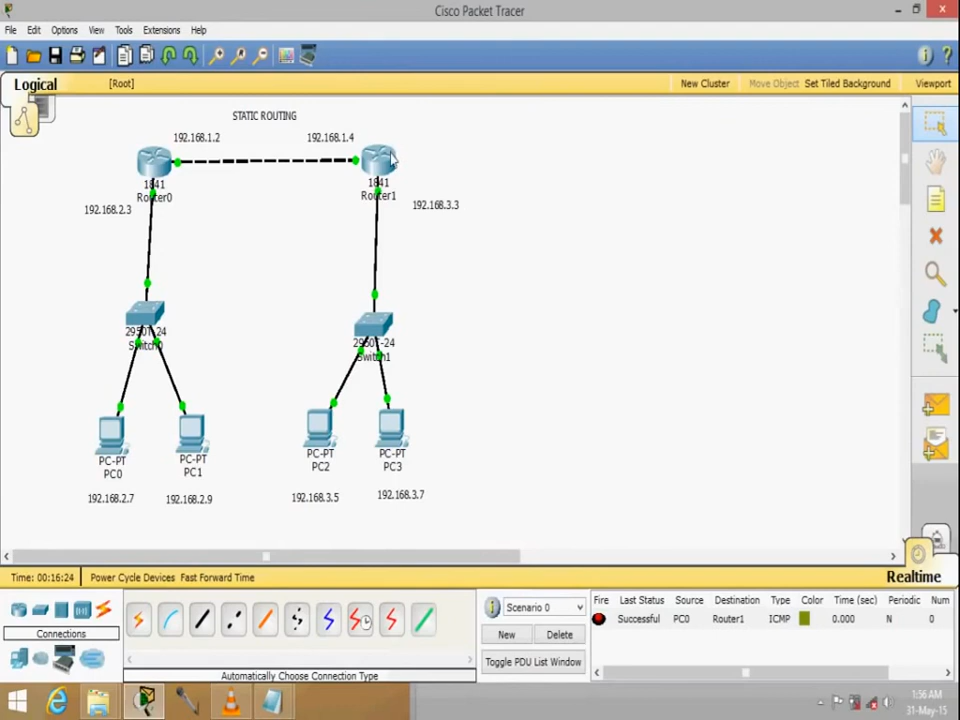 Cisco Packet Tracer
File Edit Options View Tools Extensions Help
Logical [Root] New Cluster Move Object Set Tiled Background Viewport
STATIC ROUTING
192.168.1.2 192.168.1.4
1841 1841
Router0 Router1
192.168.2.3 192.168.3.3
2950T-24 2950T-24
Switch0 Switch1
PC-PT PC-PT PC-PT PC-PT
PC0 PC1 PC2 PC3
192.168.2.7 192.168.2.9 192.168.3.5 192.168.3.7
Time: 00:16:24 Power Cycle Devices Fast Forward Time Realtime
Connections
Automatically Choose Connection Type
Scenario 0
New Delete
Toggle PDU List Window
Fire Last Status Source Destination Type Color Time (sec) Periodic Num
Successful PC0 Router1 ICMP 0.000 N 0
1:56 AM
31-May-15